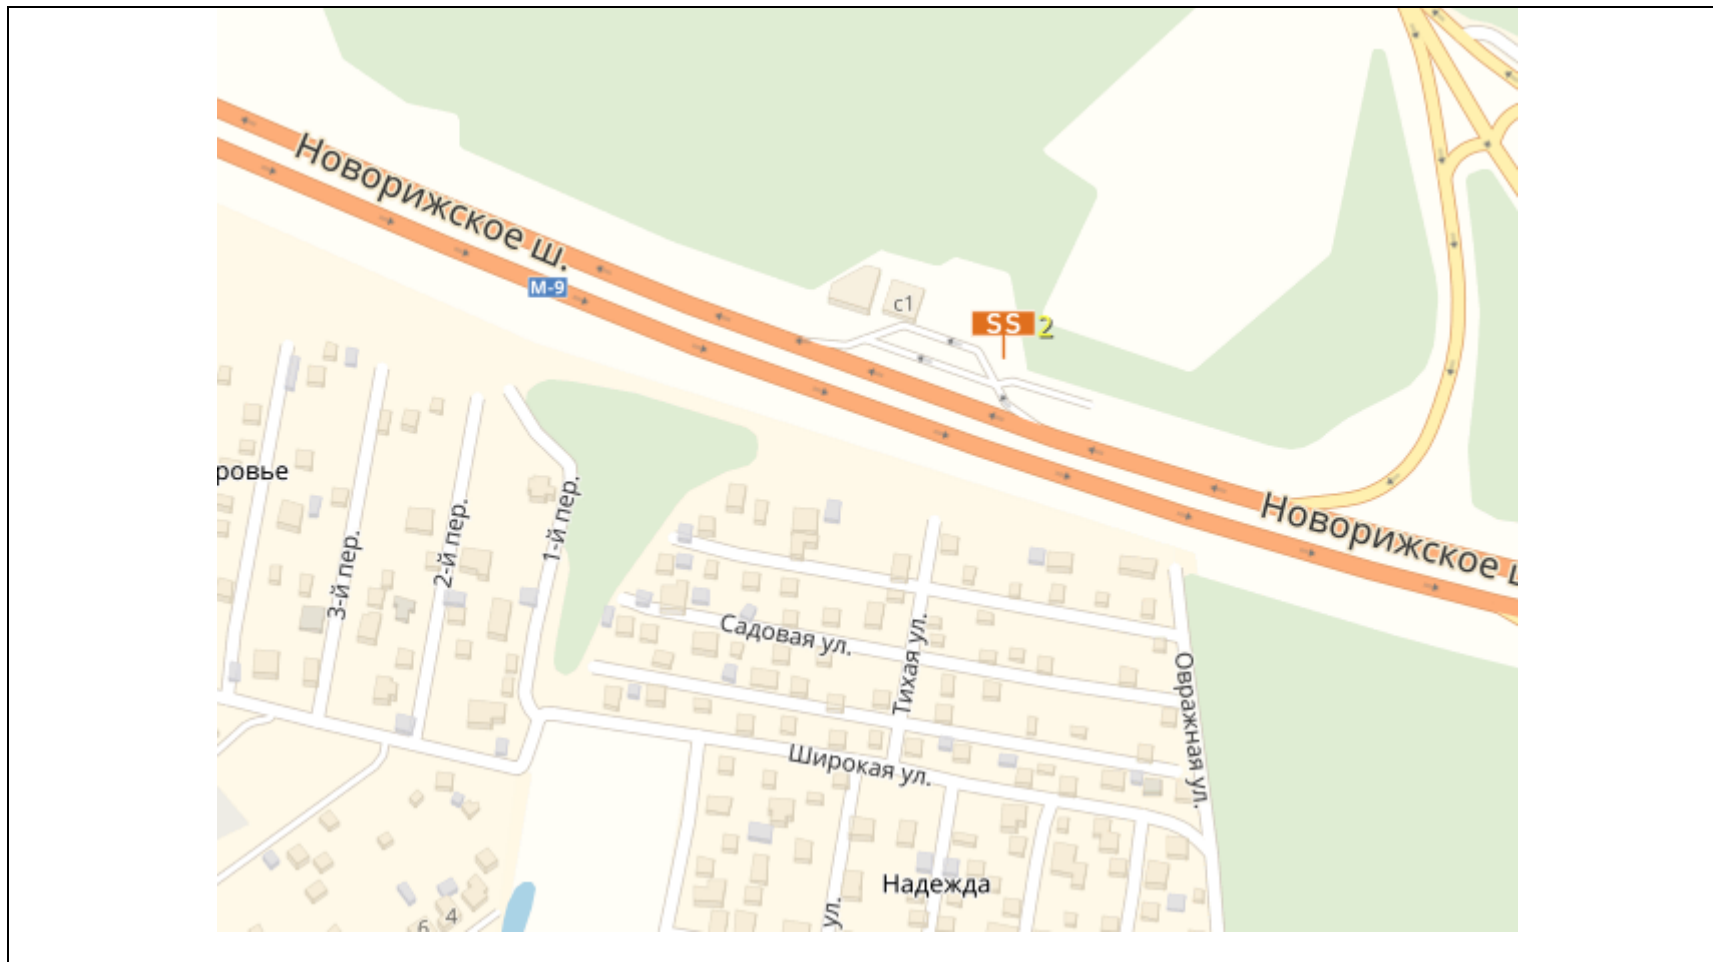 Новорижское ш.
М-9
с1
SS 2
Новорижское ш
ровье
3-й пер.
2-й пер.
1-й пер.
Садовая ул.
Тихая ул.
Овражная ул.
Широкая ул.
Надежда
ул.
6
4